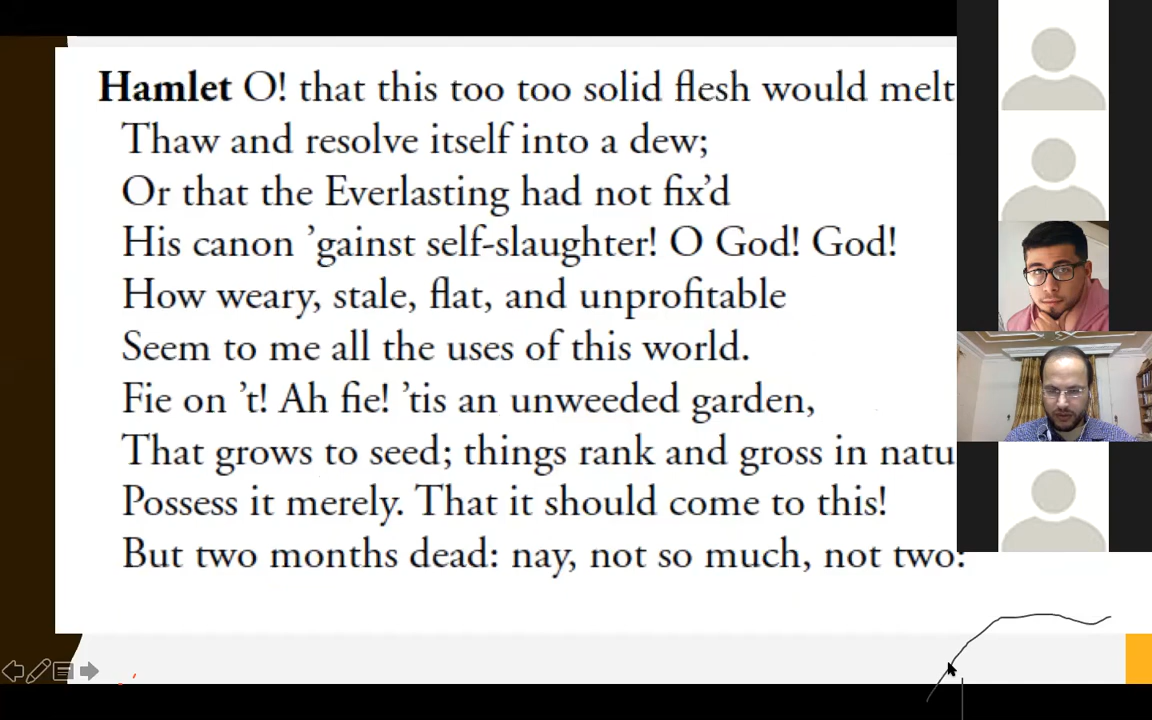 Hamlet O! that this too too solid flesh would melt
Thaw and resolve itself into a dew;
Or that the Everlasting had not fix’d
His canon ’gainst self-slaughter! O God! God!
How weary, stale, flat, and unprofitable
Seem to me all the uses of this world.
Fie on ’t! Ah fie! ’tis an unweeded garden,
That grows to seed; things rank and gross in natu
Possess it merely. That it should come to this!
But two months dead: nay, not so much, not two: